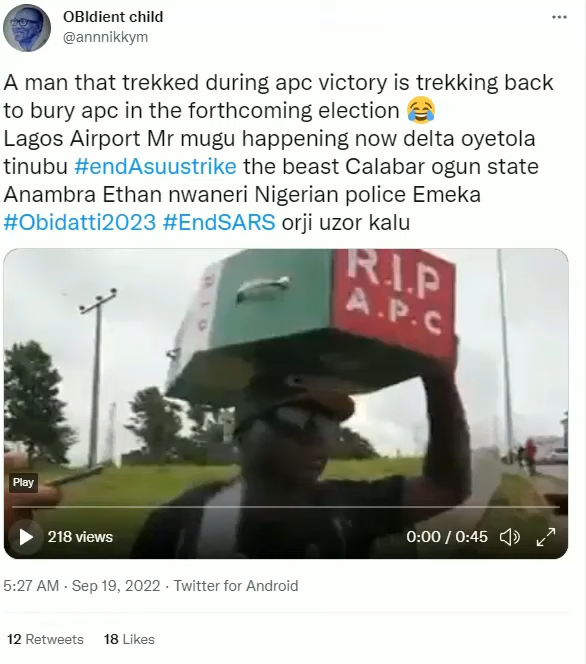 OBIdient child
@annnikkym
A man that trekked during apc victory is trekking back
to bury apc in the forthcoming election 😂
Lagos Airport Mr mugu happening now delta oyetola
tinubu #endAsuustrike the beast Calabar ogun state
Anambra Ethan nwaneri Nigerian police Emeka
#Obidatti2023 #EndSARS orji uzor kalu
R.I.P
A.P.C
Play
218 views
0:00 / 0:45
5:27 AM · Sep 19, 2022 · Twitter for Android
12 Retweets 18 Likes